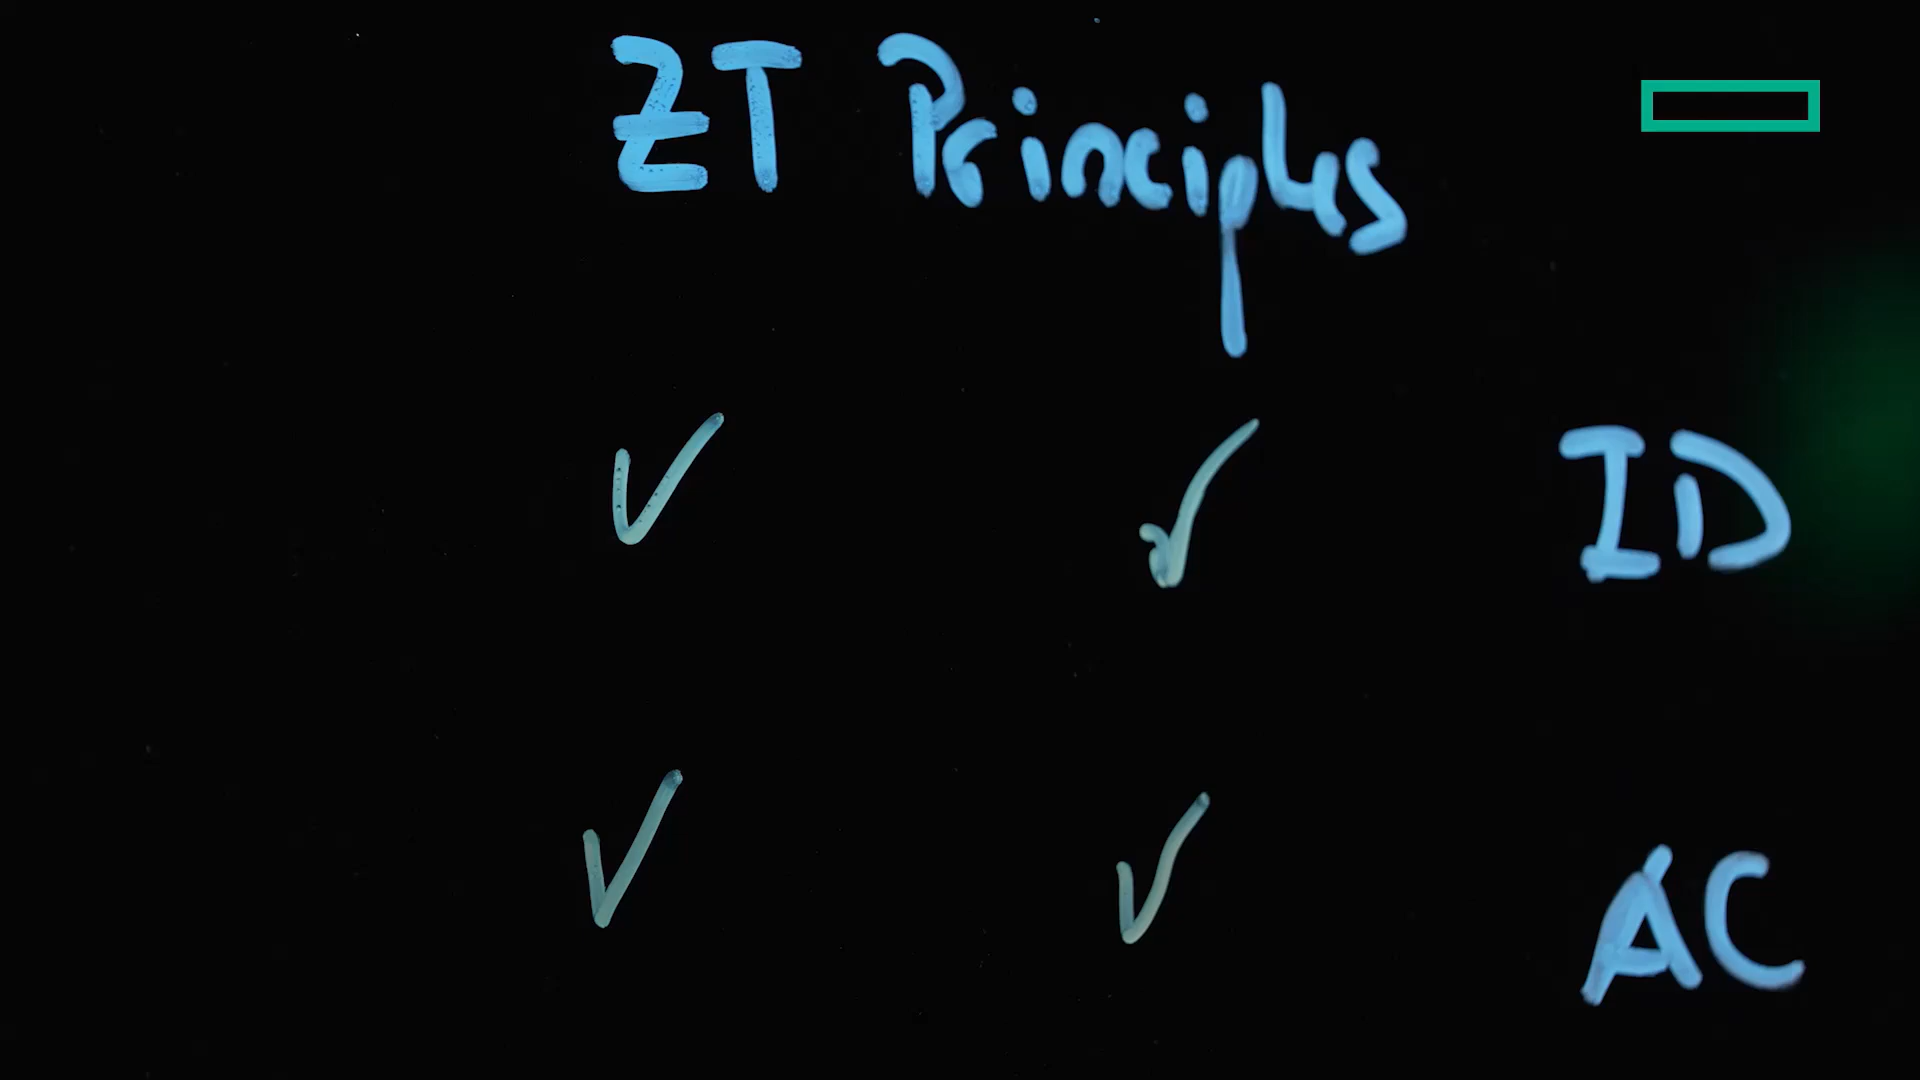 ZT Principles
✓ ✓ ID
✓ ✓ AC